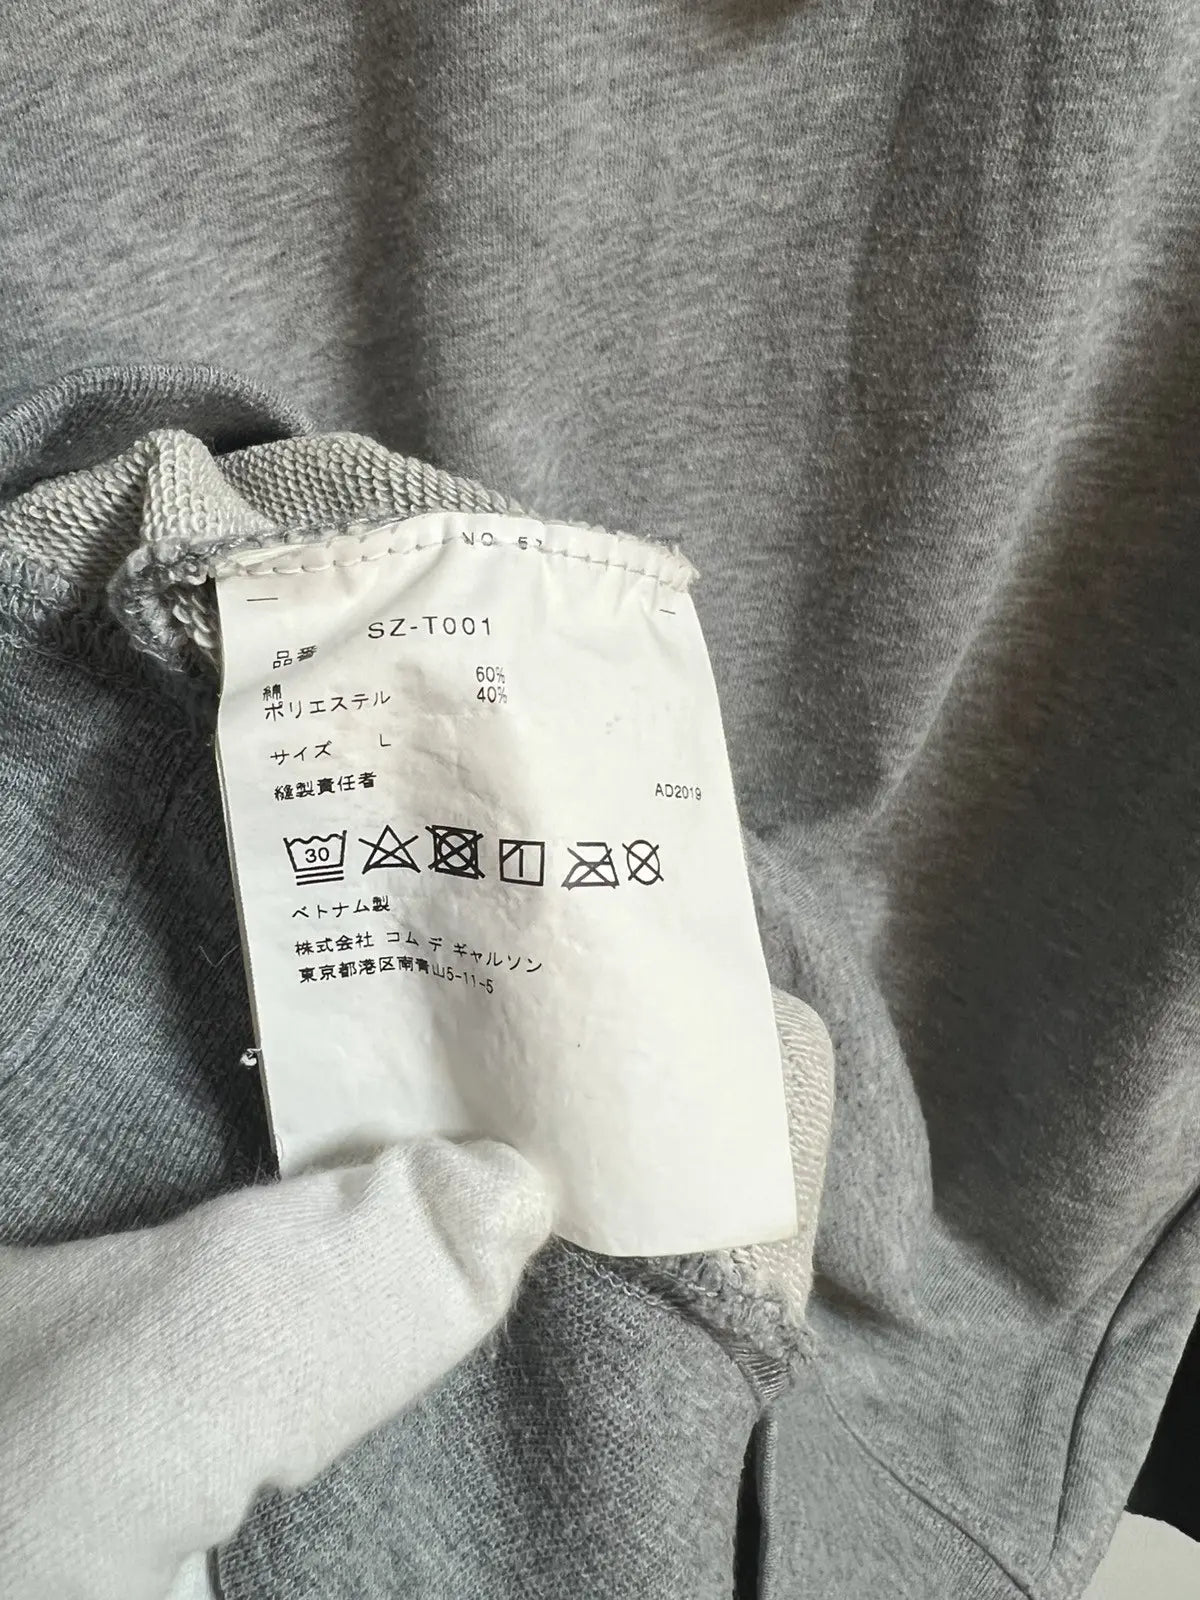 NO
SZ-T001
品番
綿 60%
ポリエステル 40%
サイズ L
縫製責任者
AD2019
30
ベトナム製
株式会社 コム デ ギャルソン
東京都港区南青山5-11-5